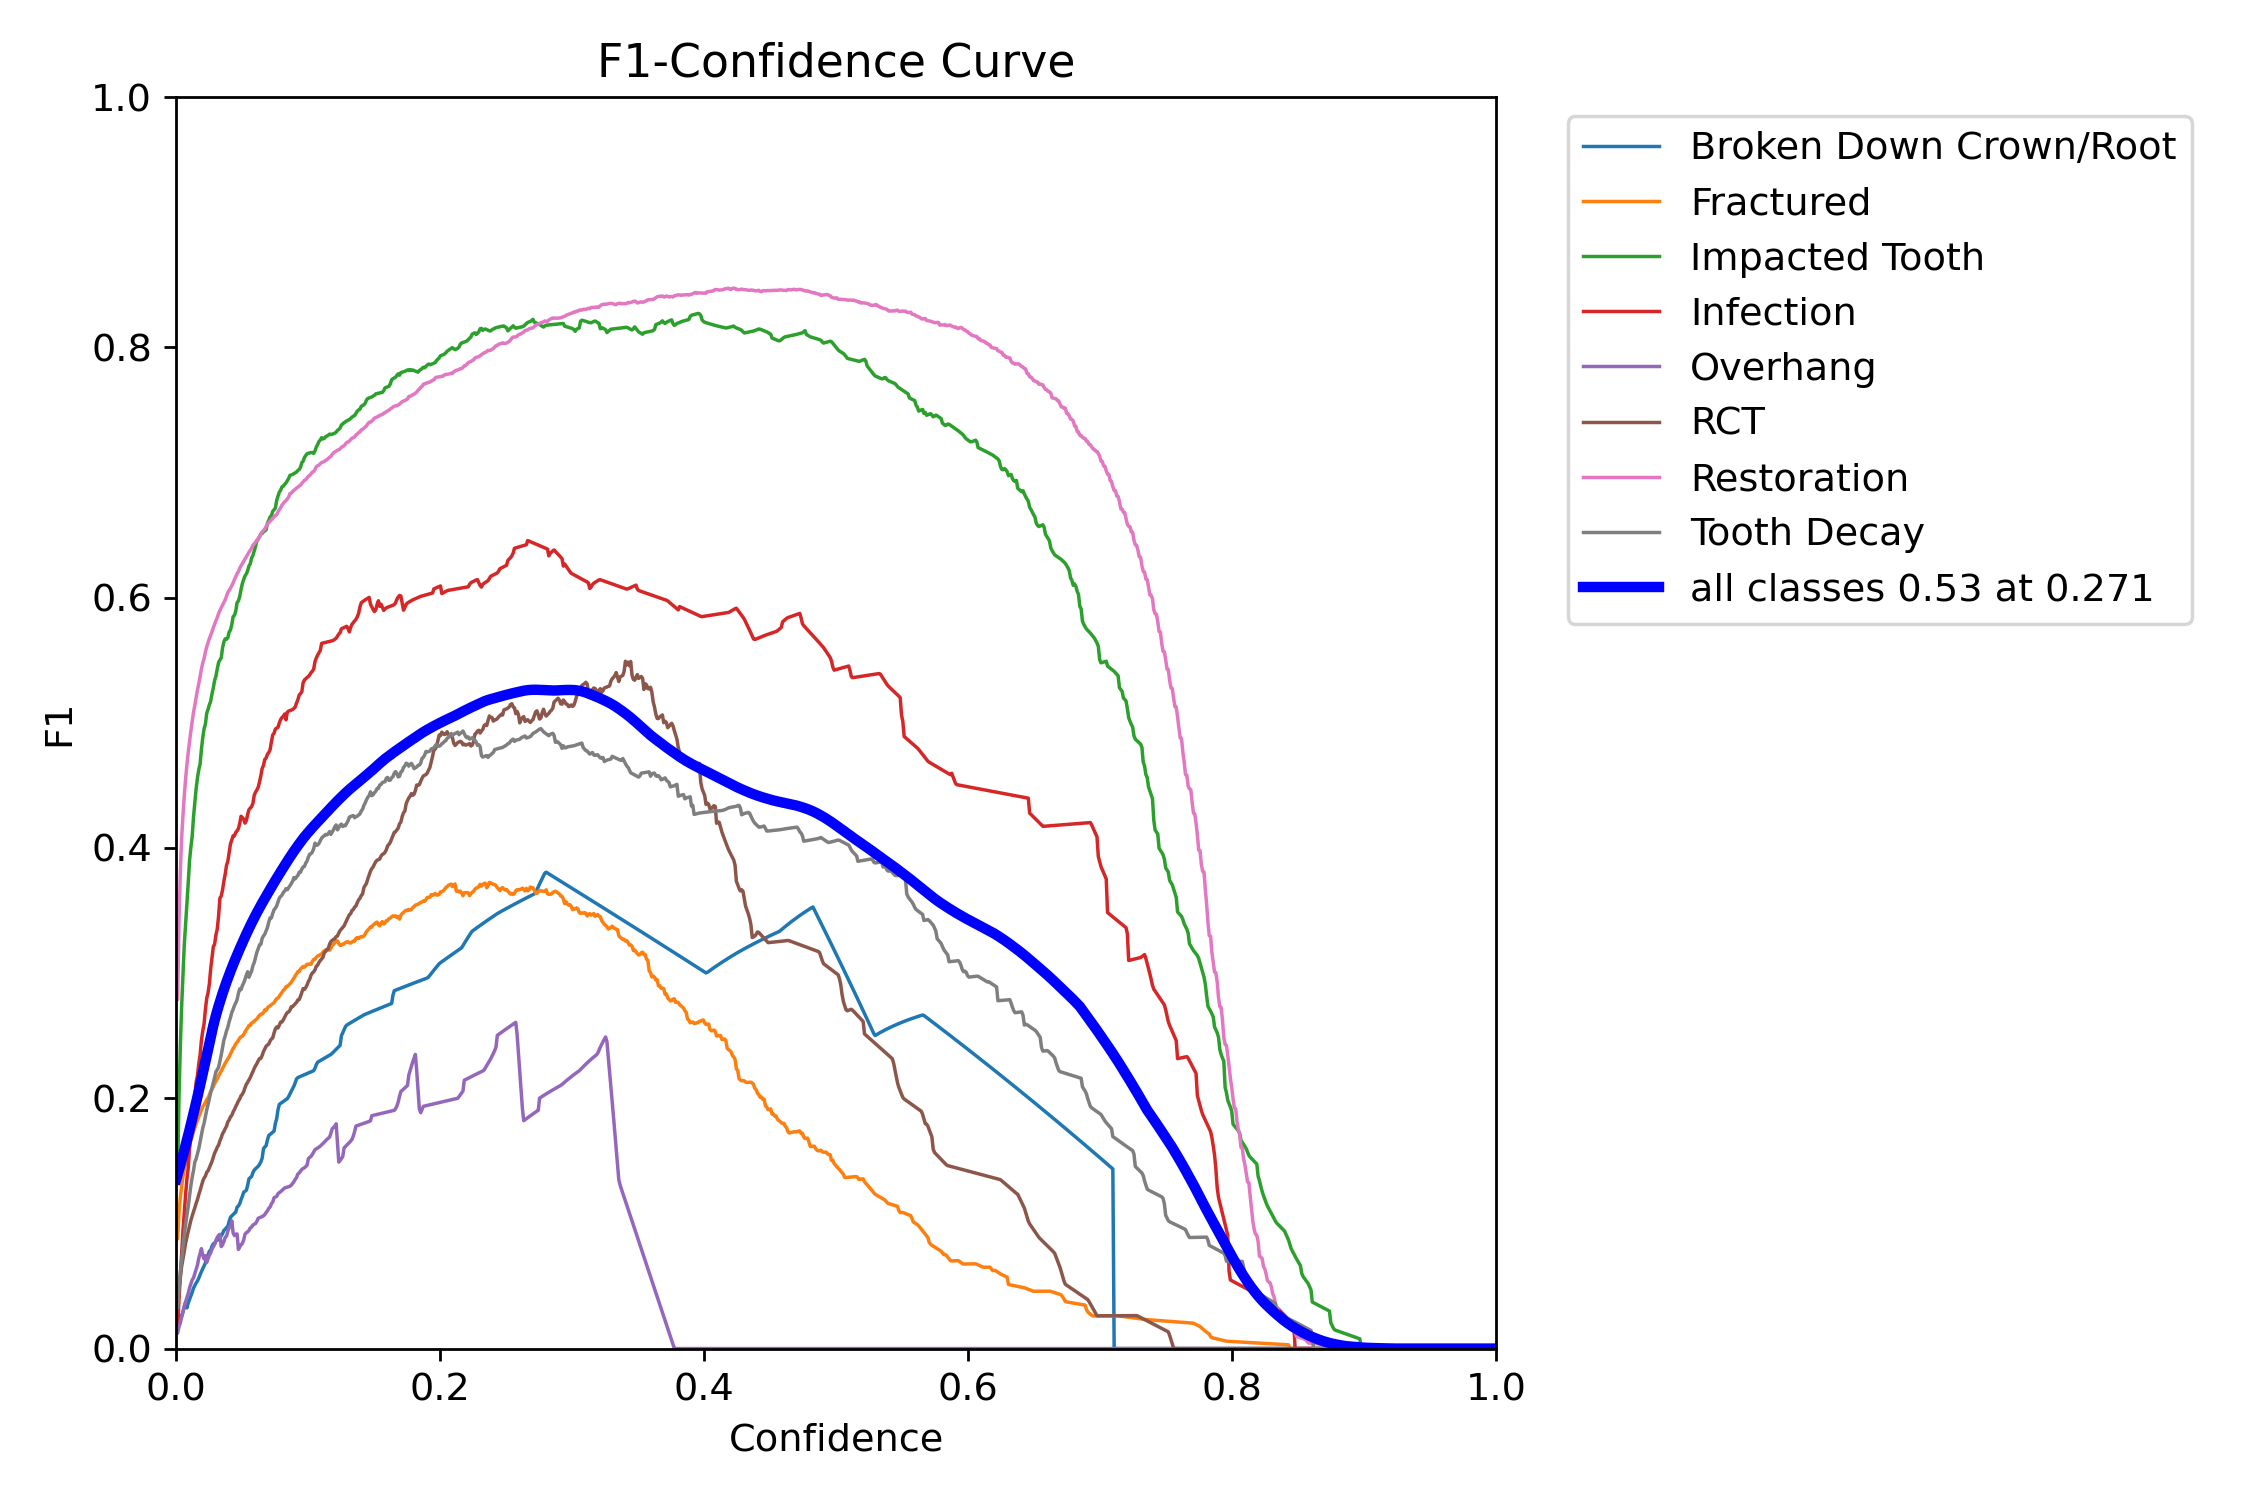 F1-Confidence Curve
1.0
0.8
0.6
0.4
0.2
0.0
F1
0.0 0.2 0.4 0.6 0.8 1.0
Confidence
Broken Down Crown/Root
Fractured
Impacted Tooth
Infection
Overhang
RCT
Restoration
Tooth Decay
all classes 0.53 at 0.271